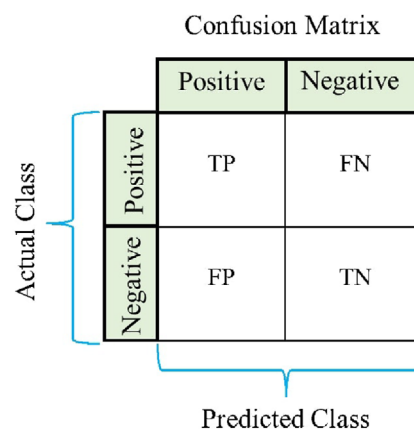 Confusion Matrix
Positive Negative
Actual Class
Positive
TP FN
Negative
FP TN
Predicted Class